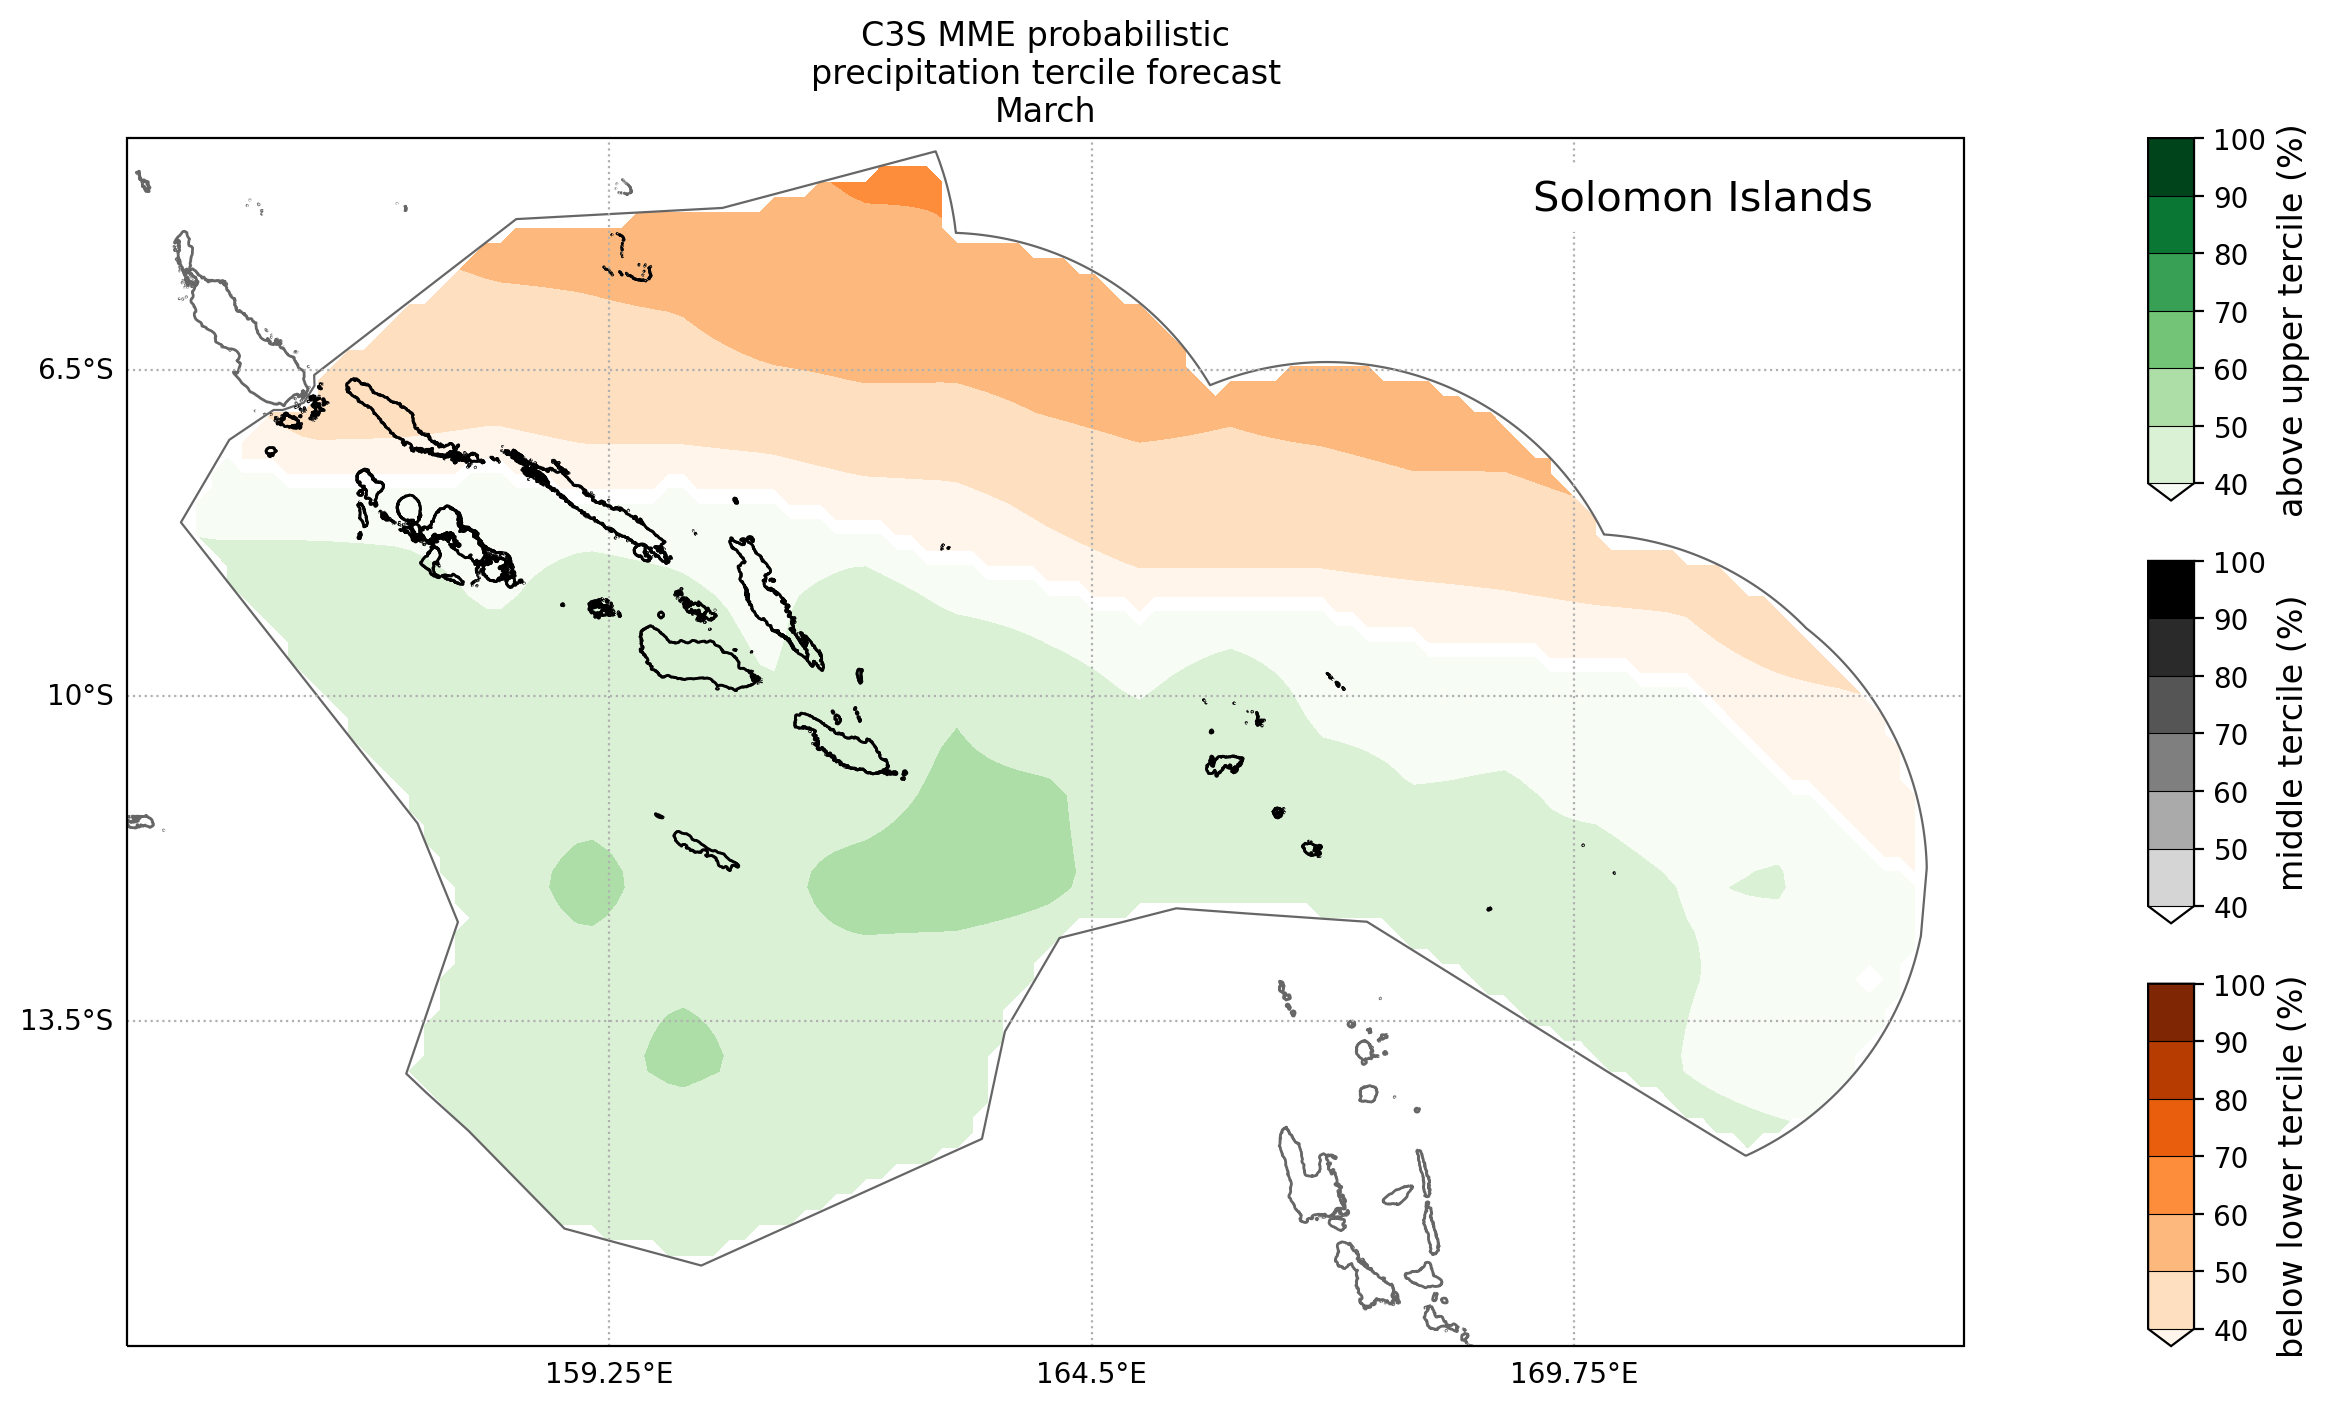 C3S MME probabilistic
precipitation tercile forecast
March
Solomon Islands
6.5°S
10°S
13.5°S
159.25°E
164.5°E
169.75°E
100
90
80
70
60
50
40
above upper tercile (%)
100
90
80
70
60
50
40
middle tercile (%)
100
90
80
70
60
50
40
below lower tercile (%)